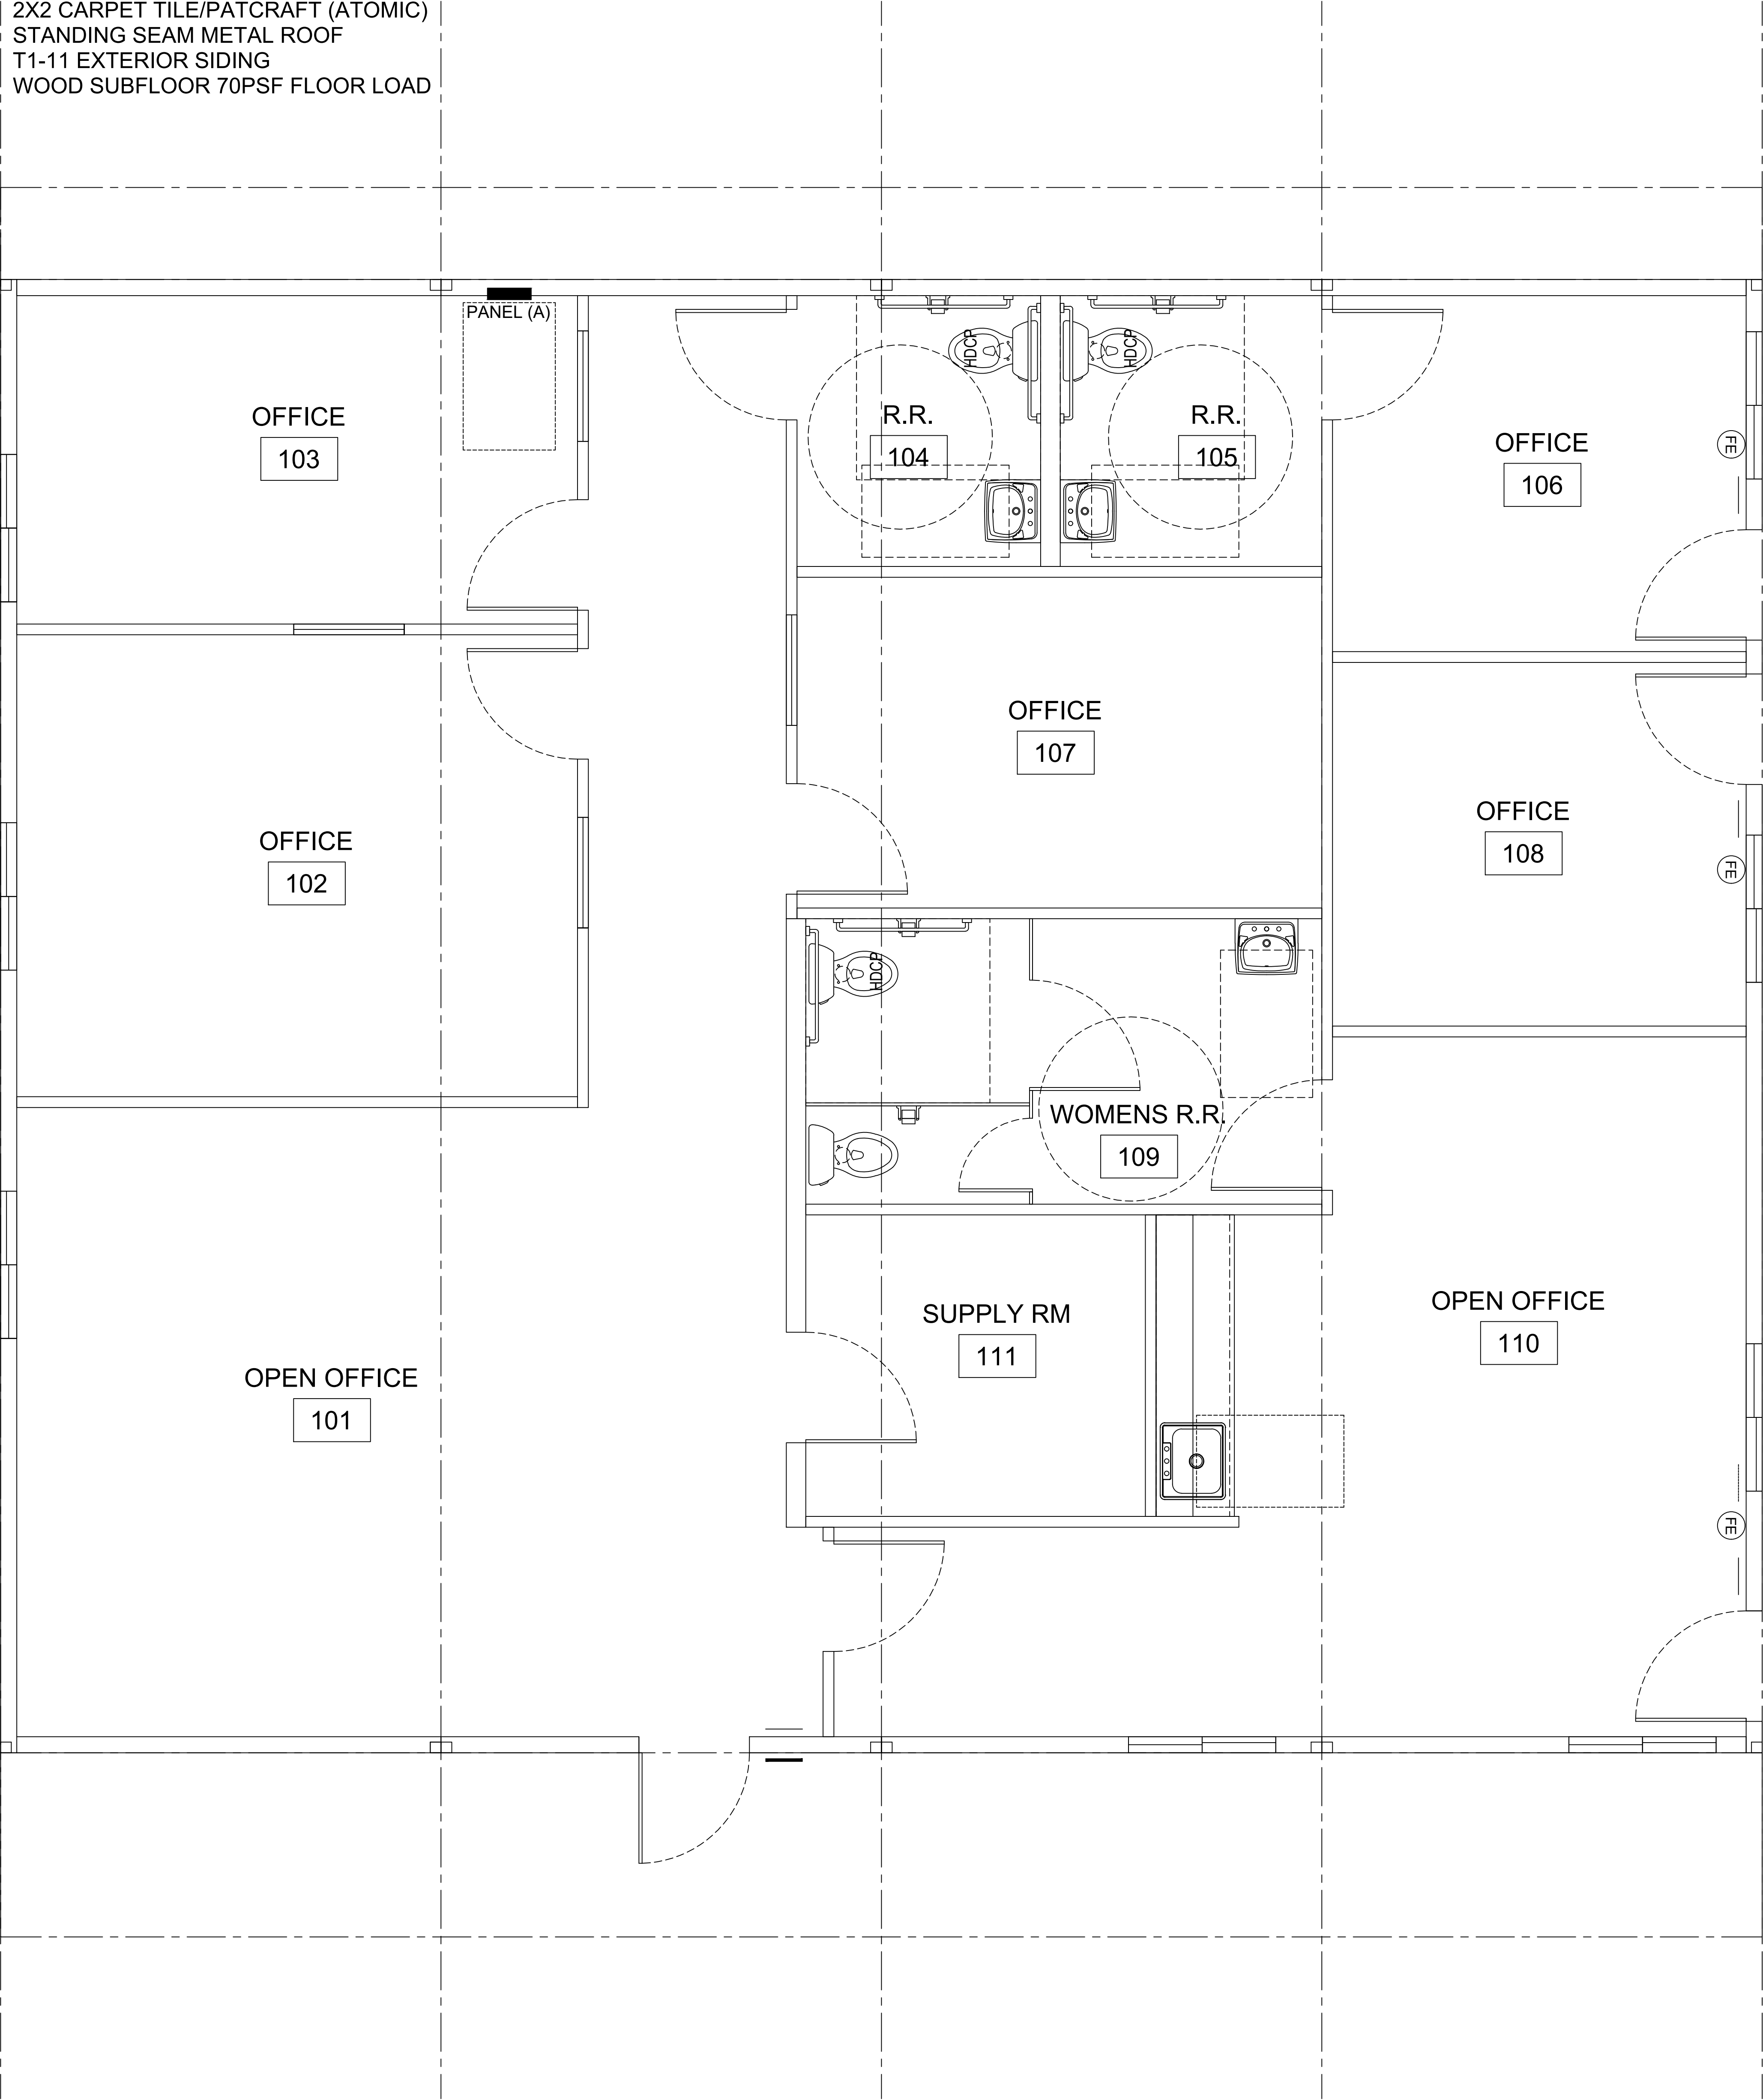 2X2 CARPET TILE/PATCRAFT (ATOMIC)
STANDING SEAM METAL ROOF
T1-11 EXTERIOR SIDING
WOOD SUBFLOOR 70PSF FLOOR LOAD
PANEL (A)
OFFICE
103
HDCP
R.R.
104
HDCP
R.R.
105
OFFICE
106
FE
OFFICE
107
OFFICE
102
OFFICE
108
FE
HDCP
WOMENS R.R.
109
SUPPLY RM
111
OPEN OFFICE
110
OPEN OFFICE
101
FE